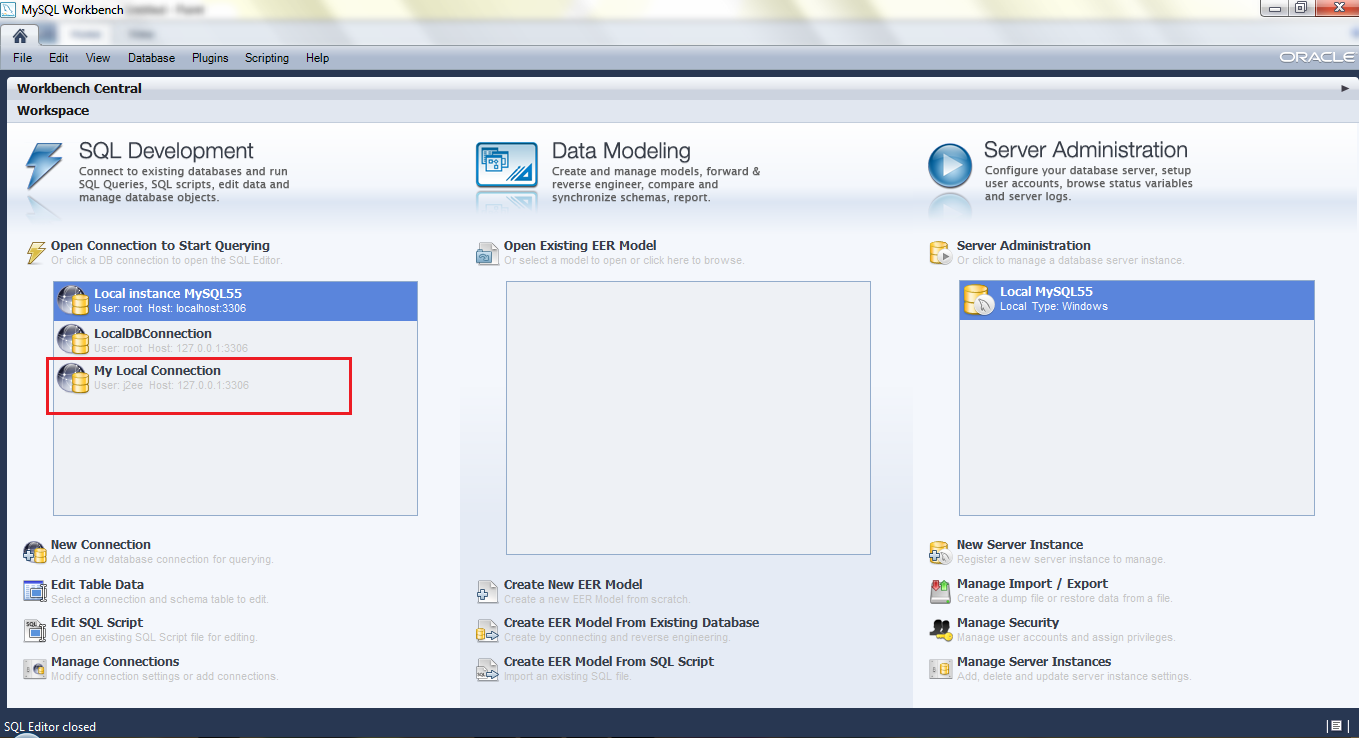 MySQL Workbench
File Edit View Database Plugins Scripting Help
ORACLE
Workbench Central
Workspace
SQL Development
Connect to existing databases and run
SQL Queries, SQL scripts, edit data and
manage database objects.
Open Connection to Start Querying
Or click a DB connection to open the SQL Editor.
Local instance MySQL55
User: root Host: localhost:3306
LocalDBConnection
User: root Host: 127.0.0.1:3306
My Local Connection
User: j2ee Host: 127.0.0.1:3306
New Connection
Add a new database connection for querying.
Edit Table Data
Select a connection and schema table to edit.
Edit SQL Script
Open an existing SQL Script file for editing.
Manage Connections
Modify connection settings or add connections.
Data Modeling
Create and manage models, forward &
reverse engineer, compare and
synchronize schemas, report.
Open Existing EER Model
Or select a model to open or click here to browse.
Create New EER Model
Create a new EER Model from scratch.
Create EER Model From Existing Database
Create by connecting and reverse engineering.
Create EER Model From SQL Script
Import an existing SQL file.
Server Administration
Configure your database server, setup
user accounts, browse status variables
and server logs.
Server Administration
Or click to manage a database server instance.
Local MySQL55
Local Type: Windows
New Server Instance
Register a new server instance to manage.
Manage Import / Export
Create a dump file or restore data from a file.
Manage Security
Manage user accounts and assign privileges.
Manage Server Instances
Add, delete and update server instance settings.
SQL Editor closed